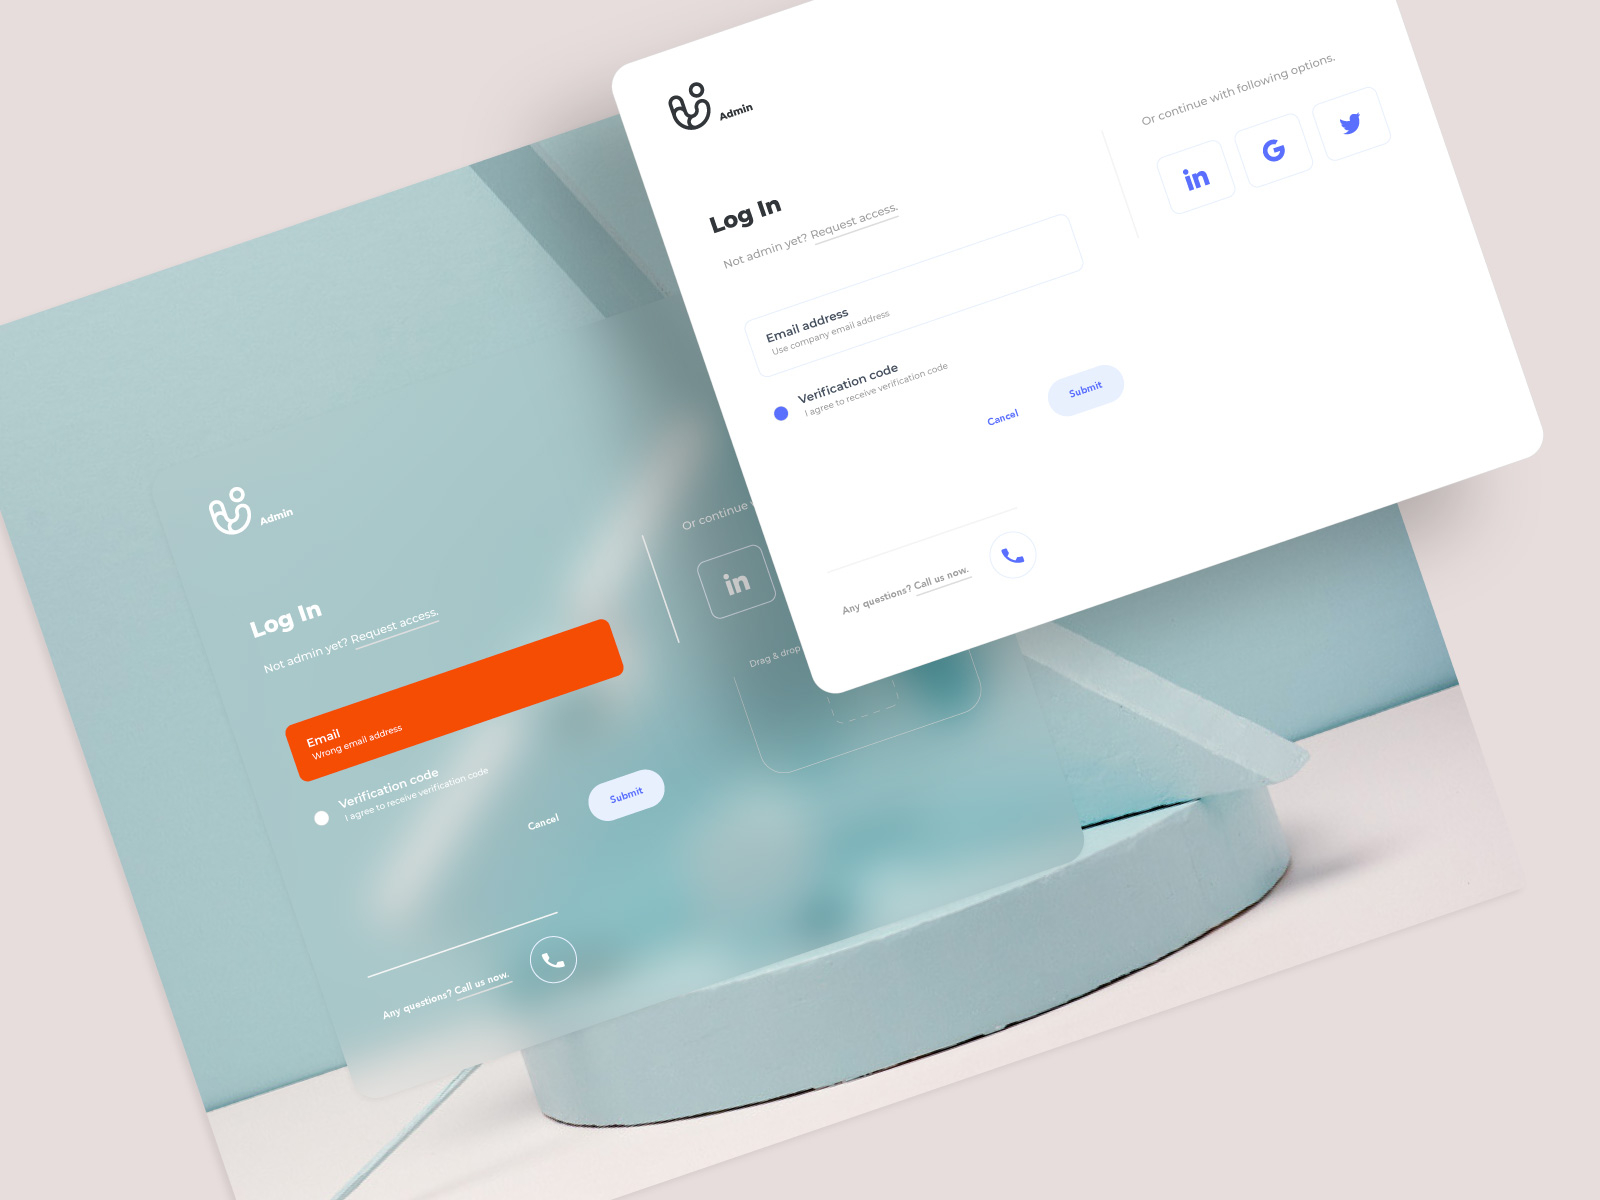 Admin
Log In
Not admin yet? Request access.
Email address
Use company email address
Verification code
I agree to receive verification code
Cancel
Submit
Any questions? Call us now.
Or continue with following options.
in
G
Admin
Log In
Not admin yet? Request access.
Email
Wrong email address
Verification code
I agree to receive verification code
Cancel
Submit
Any questions? Call us now.
Or continue
in
Drag & drop